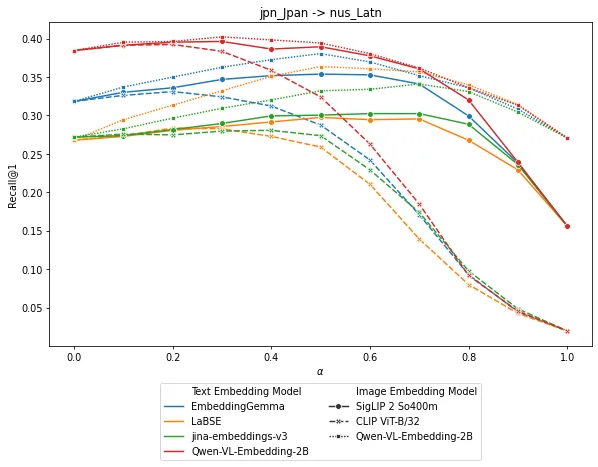 jpn_Jpan -> nus_Latn
Recall@1
0.40
0.35
0.30
0.25
0.20
0.15
0.10
0.05
0.0 0.2 0.4 0.6 0.8 1.0
α
Text Embedding Model Image Embedding Model
EmbeddingGemma SigLIP 2 So400m
LaBSE CLIP ViT-B/32
jina-embeddings-v3 Qwen-VL-Embedding-2B
Qwen-VL-Embedding-2B